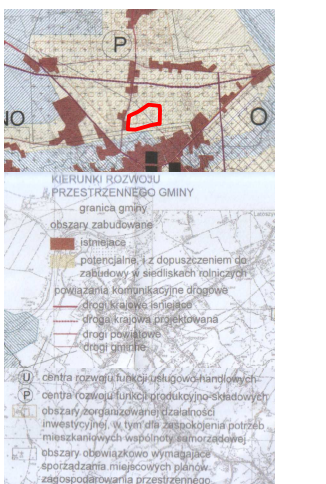 P
NO
O
KIERUNKI ROZWOJU
PRZESTRZENNEGO GMINY
granica gminy
obszary zabudowane
istniejące
potencjalne, i z dopuszczeniem do
zabudowy w siedliskach rolniczych
powiązania komunikacyjne drogowe
drogi krajowe istniejące
droga krajowa projektowana
drogi powiatowe
drogi gminne
U centra rozwoju funkcji usługowo-handlowych
P centra rozwoju funkcji produkcyjno-składowych
obszary zorganizowanej działalności
inwestycyjnej, w tym dla zaspokojenia potrzeb
mieszkaniowych wspólnoty samorządowej
obszary obowiązkowo wymagające
sporządzania miejscowych planów
zagospodarowania przestrzennego